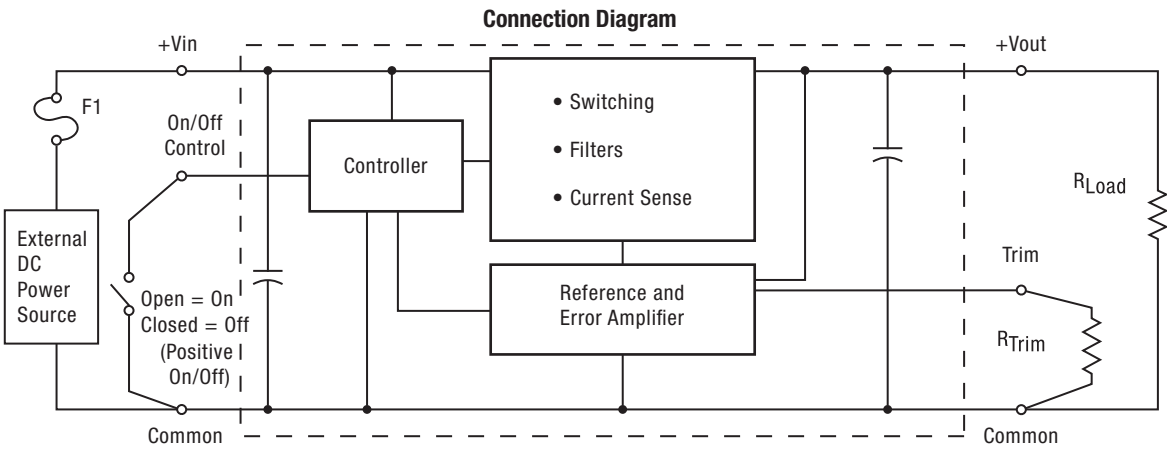 Connection Diagram
+Vin
+Vout
F1
On/Off
Control
Controller
• Switching
• Filters
• Current Sense
RLoad
External
DC
Power
Source
Open = On
Closed = Off
(Positive
On/Off)
Reference and
Error Amplifier
Trim
RTrim
Common
Common